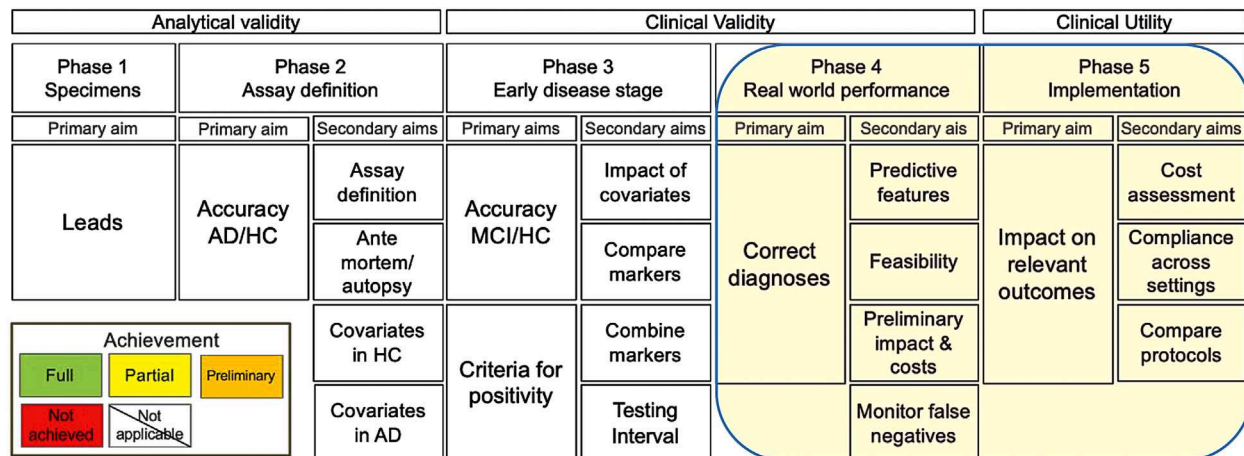 Analytical validity
Clinical Validity
Clinical Utility
Phase 1
Specimens
Phase 2
Assay definition
Phase 3
Early disease stage
Phase 4
Real world performance
Phase 5
Implementation
Primary aim
Primary aim
Secondary aims
Primary aims
Secondary aims
Primary aim
Secondary ais
Primary aim
Secondary aims
Leads
Accuracy
AD/HC
Assay
definition
Ante
mortem/
autopsy
Covariates
in HC
Covariates
in AD
Accuracy
MCI/HC
Criteria for
positivity
Impact of
covariates
Compare
markers
Combine
markers
Testing
Interval
Correct
diagnoses
Predictive
features
Feasibility
Preliminary
impact &
costs
Monitor false
negatives
Impact on
relevant
outcomes
Cost
assessment
Compliance
across
settings
Compare
protocols
Achievement
Full
Partial
Preliminary
Not
achieved
Not
applicable